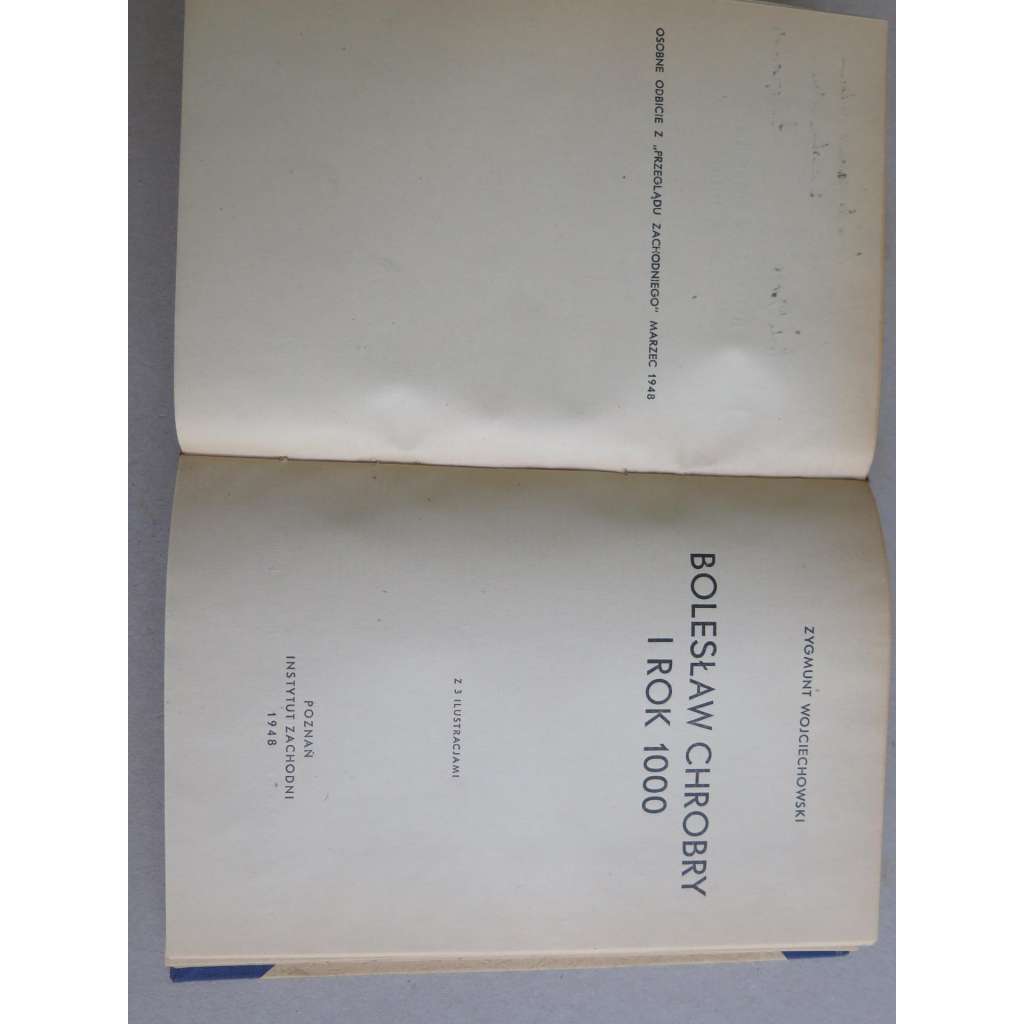 OSOBNE ODBICIE Z „PRZEGLĄDU ZACHODNIEGO" MARZEC 1948
ZYGMUNT WOJCIECHOWSKI
BOLESŁAW CHROBRY
I ROK 1000
Z 3 ILUSTRACJAMI
POZNAŃ
INSTYTUT ZACHODNI
1948